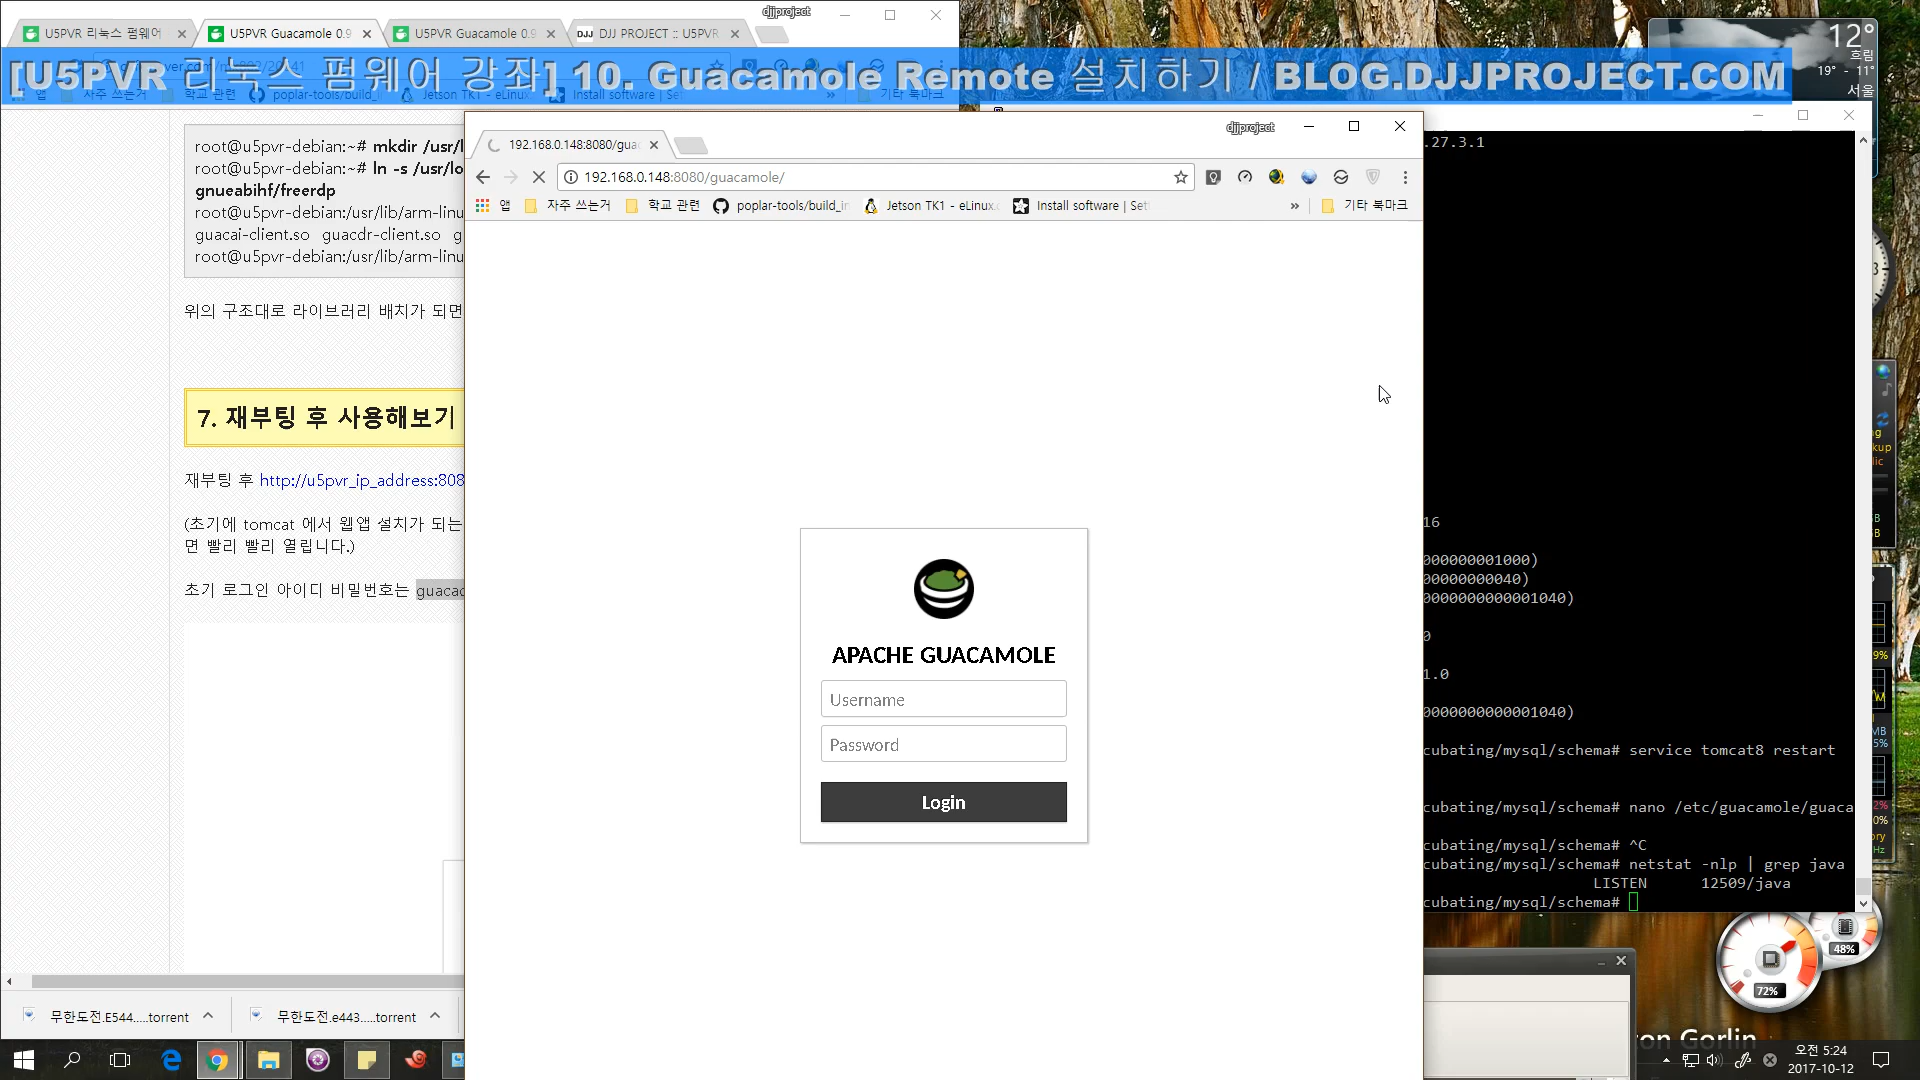 djjproject
U5PVR 리눅스 펌웨어
U5PVR Guacamole 0.9
U5PVR Guacamole 0.9
DJJ DJJ PROJECT :: U5PVR
[U5PVR 리눅스 펌웨어 강좌] 10. Guacamole Remote 설치하기 / BLOG.DJJPROJECT.COM
12°
흐림
19° - 11°
서울
root@u5pvr-debian:~# mkdir /usr/l
root@u5pvr-debian:~# ln -s /usr/lo
gnueabihf/freerdp
root@u5pvr-debian:/usr/lib/arm-linu
guacai-client.so guacdr-client.so g
root@u5pvr-debian:/usr/lib/arm-linu
위의 구조대로 라이브러리 배치가 되면
7. 재부팅 후 사용해보기
재부팅 후 http://u5pvr_ip_address:808
(초기에 tomcat 에서 웹앱 설치가 되는
면 빨리 빨리 열립니다.)
초기 로그인 아이디 비밀번호는 guacad
djjproject
192.168.0.148:8080/guac
192.168.0.148:8080/guacamole/
앱
자주 쓰는거
학교 관련
poplar-tools/build_in
Jetson TK1 - eLinux.o
Install software | Set
»
기타 북마크
APACHE GUACAMOLE
Username
Password
Login
.27.3.1
16
000000001000)
00000000040)
0000000000001040)
0
1.0
0000000000001040)
cubating/mysql/schema# service tomcat8 restart
cubating/mysql/schema# nano /etc/guacamole/guaca
cubating/mysql/schema# ^C
cubating/mysql/schema# netstat -nlp | grep java
LISTEN 12509/java
cubating/mysql/schema#
48%
72%
on Gorlin
무한도전.E544.....torrent
무한도전.e443.....torrent
오전 5:24
2017-10-12